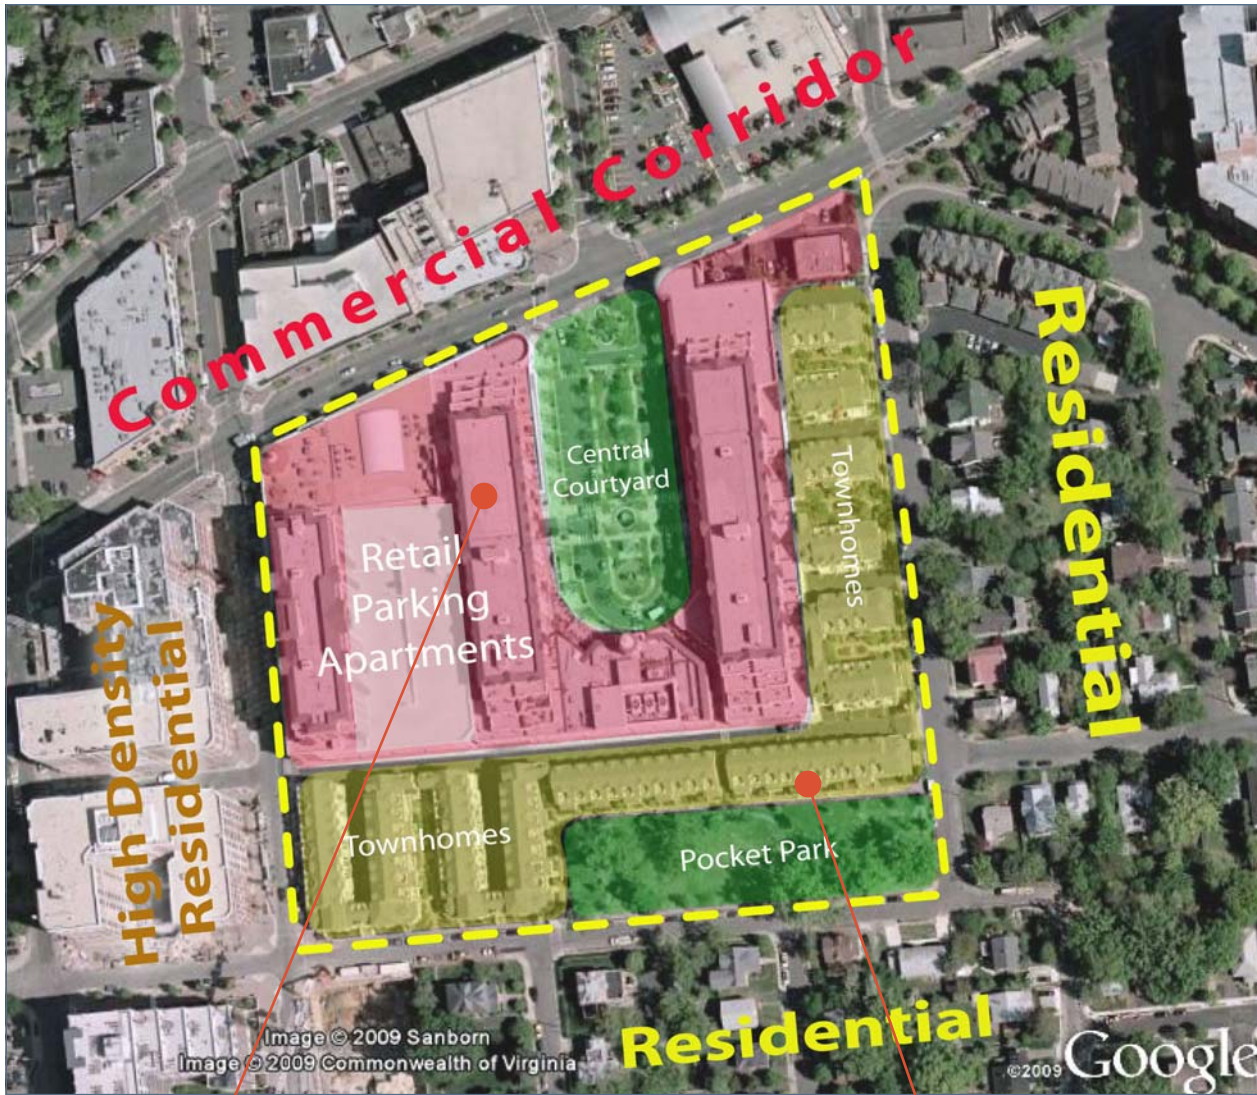 Commercial Corridor
Central
Courtyard
Residential
Townhomes
Retail
Parking
Apartments
High Density
Residential
Townhomes
Pocket Park
Residential
Image © 2009 Sanborn
Image © 2009 Commonwealth of Virginia
©2009 Google